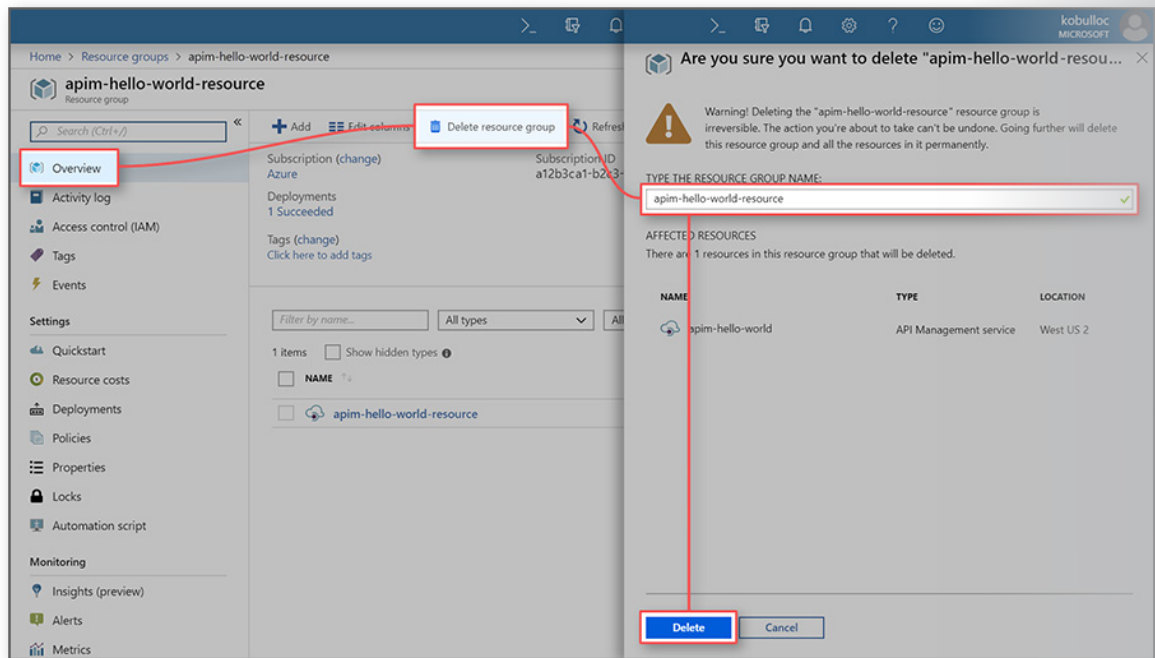 kobulloc
MICROSOFT
Home > Resource groups > apim-hello-world-resource
apim-hello-world-resource
Resource group
Search (Ctrl+/)
Overview
Activity log
Access control (IAM)
Tags
Events
Settings
Quickstart
Resource costs
Deployments
Policies
Properties
Locks
Automation script
Monitoring
Insights (preview)
Alerts
Metrics
Add
Edit columns
Delete resource group
Refresh
Subscription (change)
Azure
Subscription ID
a12b3ca1-b2c3-
Deployments
1 Succeeded
Tags (change)
Click here to add tags
Filter by name...
All types
All
1 items
Show hidden types
NAME
apim-hello-world-resource
Are you sure you want to delete "apim-hello-world-resou...
Warning! Deleting the "apim-hello-world-resource" resource group is
irreversible. The action you're about to take can't be undone. Going further will delete
this resource group and all the resources in it permanently.
TYPE THE RESOURCE GROUP NAME:
apim-hello-world-resource
AFFECTED RESOURCES
There are 1 resources in this resource group that will be deleted.
NAME TYPE LOCATION
apim-hello-world API Management service West US 2
Delete
Cancel